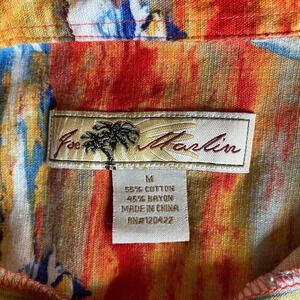 Joe Marlin
M
55% COTTON
45% RAYON
MADE IN CHINA
RN#120422